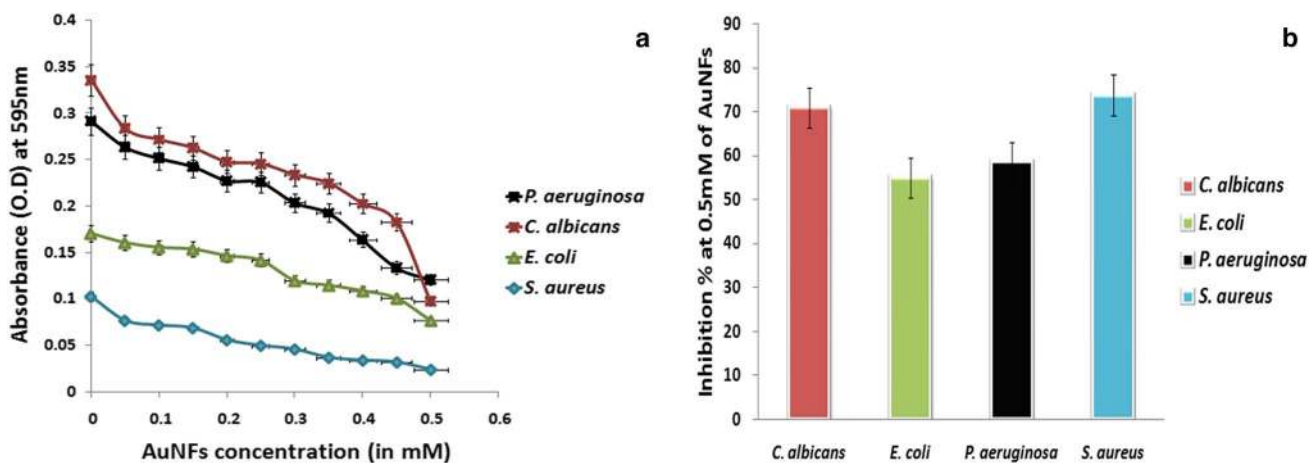 a
Absorbance (O.D) at 595nm
0.4
0.35
0.3
0.25
0.2
0.15
0.1
0.05
0
0 0.1 0.2 0.3 0.4 0.5 0.6
AuNFs concentration (in mM)
P. aeruginosa
C. albicans
E. coli
S. aureus
b
Inhibition % at 0.5mM of AuNFs
90
80
70
60
50
40
30
20
10
0
C. albicans E. coli P. aeruginosa S. aureus
C. albicans
E. coli
P. aeruginosa
S. aureus